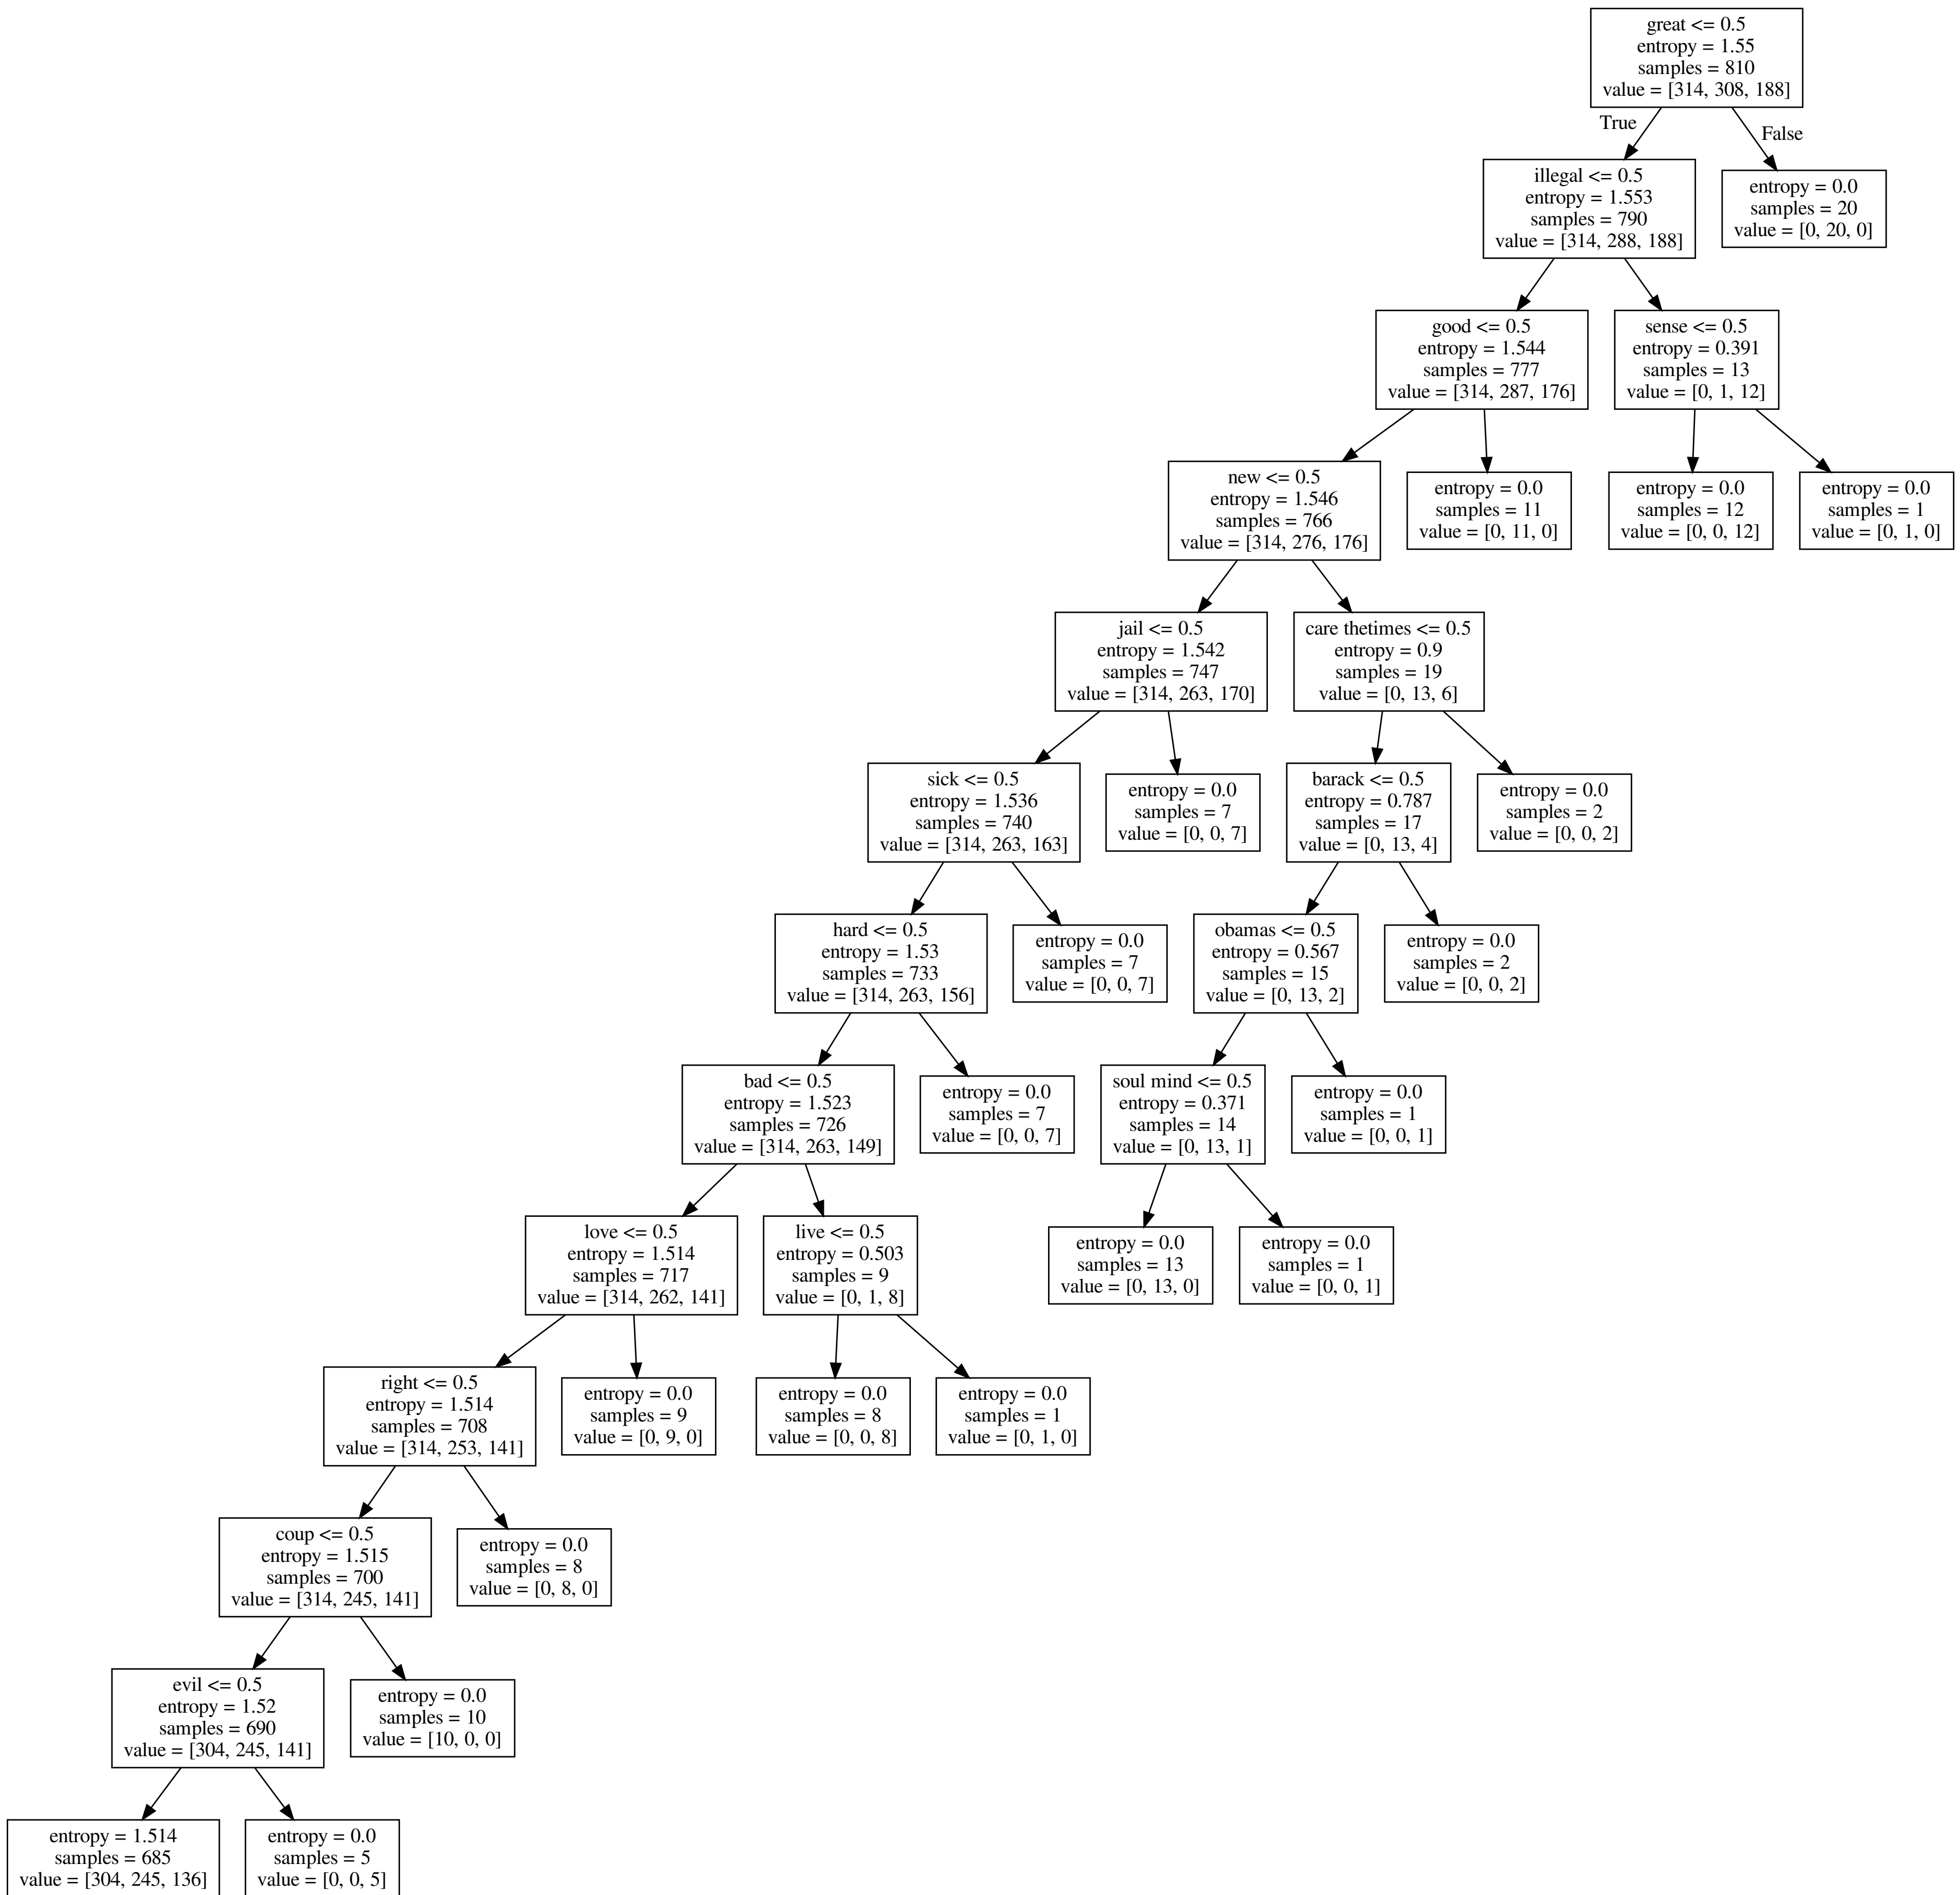 great <= 0.5
entropy = 1.55
samples = 810
value = [314, 308, 188]
True
False
illegal <= 0.5
entropy = 1.553
samples = 790
value = [314, 288, 188]
entropy = 0.0
samples = 20
value = [0, 20, 0]
good <= 0.5
entropy = 1.544
samples = 777
value = [314, 287, 176]
sense <= 0.5
entropy = 0.391
samples = 13
value = [0, 1, 12]
new <= 0.5
entropy = 1.546
samples = 766
value = [314, 276, 176]
entropy = 0.0
samples = 11
value = [0, 11, 0]
entropy = 0.0
samples = 12
value = [0, 0, 12]
entropy = 0.0
samples = 1
value = [0, 1, 0]
jail <= 0.5
entropy = 1.542
samples = 747
value = [314, 263, 170]
care thetimes <= 0.5
entropy = 0.9
samples = 19
value = [0, 13, 6]
sick <= 0.5
entropy = 1.536
samples = 740
value = [314, 263, 163]
entropy = 0.0
samples = 7
value = [0, 0, 7]
barack <= 0.5
entropy = 0.787
samples = 17
value = [0, 13, 4]
entropy = 0.0
samples = 2
value = [0, 0, 2]
hard <= 0.5
entropy = 1.53
samples = 733
value = [314, 263, 156]
entropy = 0.0
samples = 7
value = [0, 0, 7]
obamas <= 0.5
entropy = 0.567
samples = 15
value = [0, 13, 2]
entropy = 0.0
samples = 2
value = [0, 0, 2]
bad <= 0.5
entropy = 1.523
samples = 726
value = [314, 263, 149]
entropy = 0.0
samples = 7
value = [0, 0, 7]
soul mind <= 0.5
entropy = 0.371
samples = 14
value = [0, 13, 1]
entropy = 0.0
samples = 1
value = [0, 0, 1]
love <= 0.5
entropy = 1.514
samples = 717
value = [314, 262, 141]
live <= 0.5
entropy = 0.503
samples = 9
value = [0, 1, 8]
entropy = 0.0
samples = 13
value = [0, 13, 0]
entropy = 0.0
samples = 1
value = [0, 0, 1]
right <= 0.5
entropy = 1.514
samples = 708
value = [314, 253, 141]
entropy = 0.0
samples = 9
value = [0, 9, 0]
entropy = 0.0
samples = 8
value = [0, 0, 8]
entropy = 0.0
samples = 1
value = [0, 1, 0]
coup <= 0.5
entropy = 1.515
samples = 700
value = [314, 245, 141]
entropy = 0.0
samples = 8
value = [0, 8, 0]
evil <= 0.5
entropy = 1.52
samples = 690
value = [304, 245, 141]
entropy = 0.0
samples = 10
value = [10, 0, 0]
entropy = 1.514
samples = 685
value = [304, 245, 136]
entropy = 0.0
samples = 5
value = [0, 0, 5]